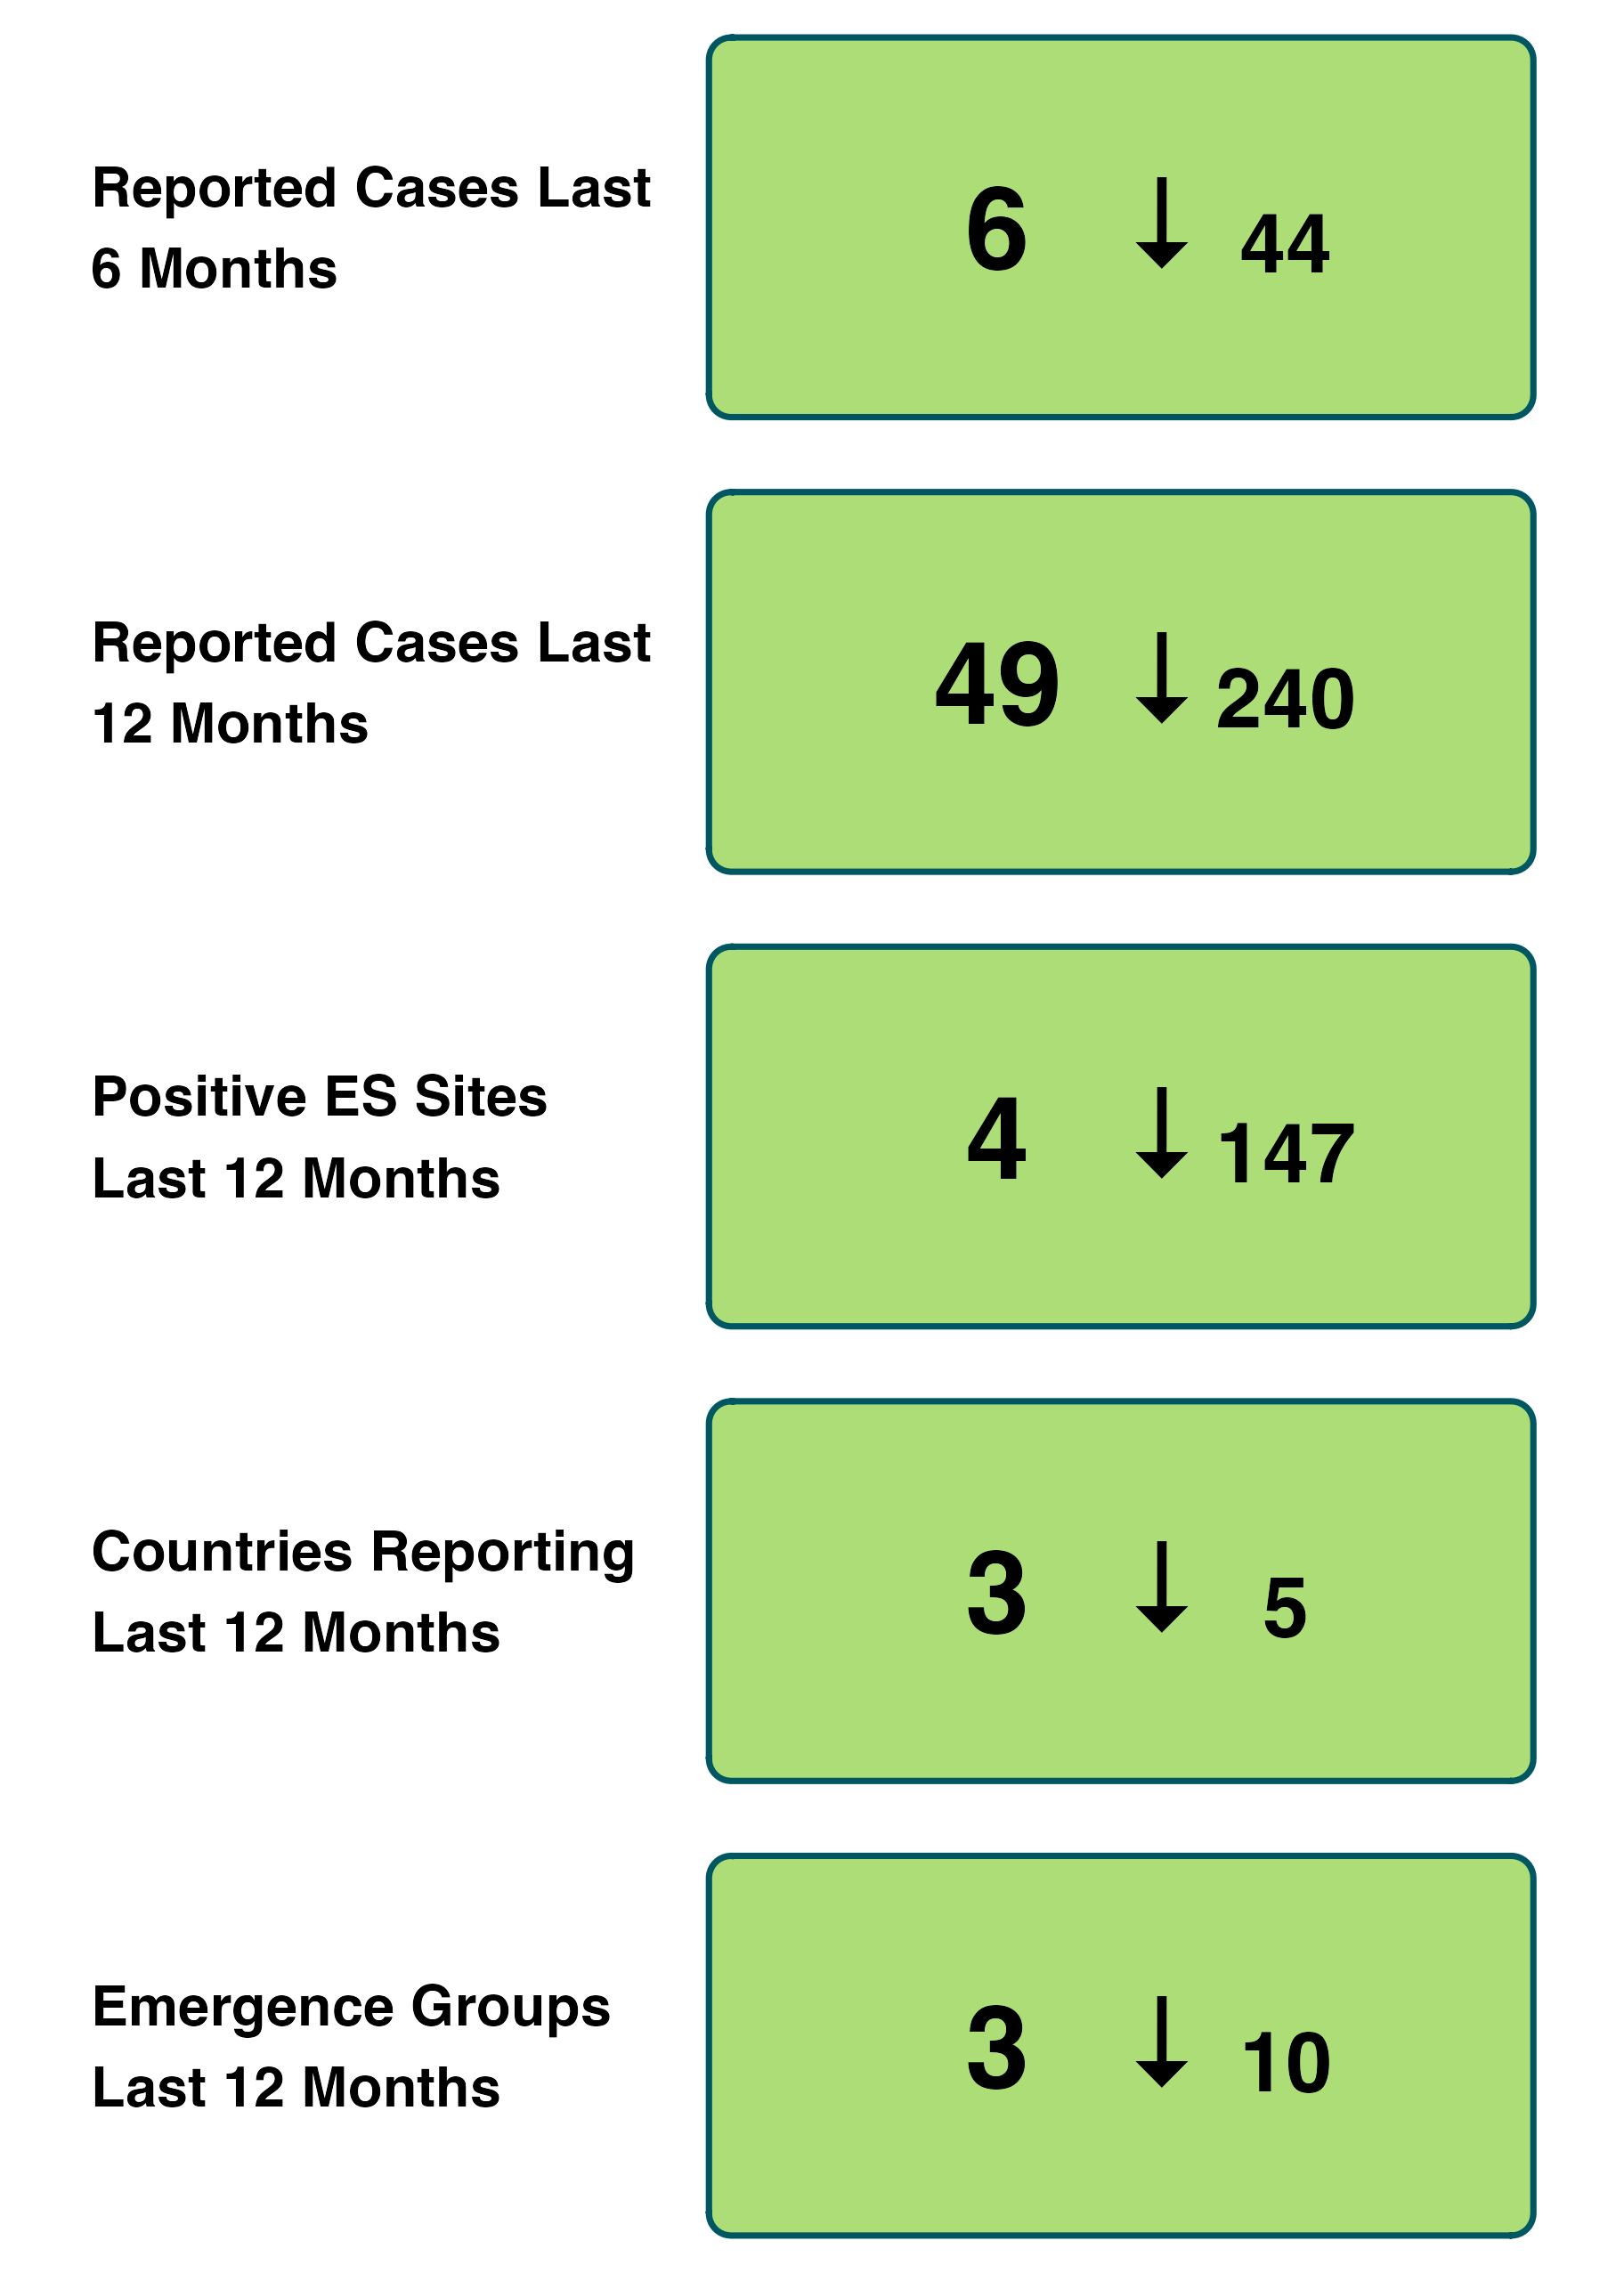 Reported Cases Last
6 Months
6 ↓ 44
Reported Cases Last
12 Months
49 ↓ 240
Positive ES Sites
Last 12 Months
4 ↓ 147
Countries Reporting
Last 12 Months
3 ↓ 5
Emergence Groups
Last 12 Months
3 ↓ 10